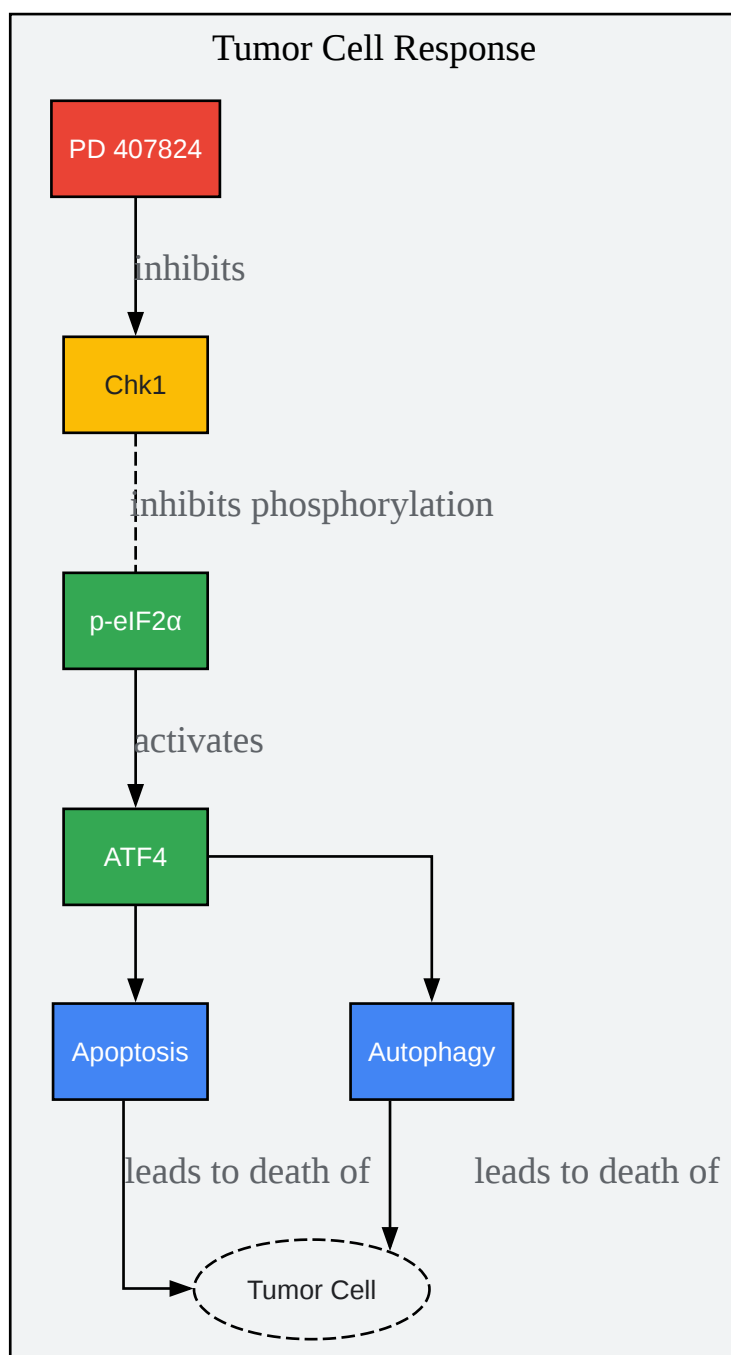 Tumor Cell Response
PD 407824
inhibits
Chk1
inhibits phosphorylation
p-eIF2α
activates
ATF4
Apoptosis
Autophagy
leads to death of
leads to death of
Tumor Cell